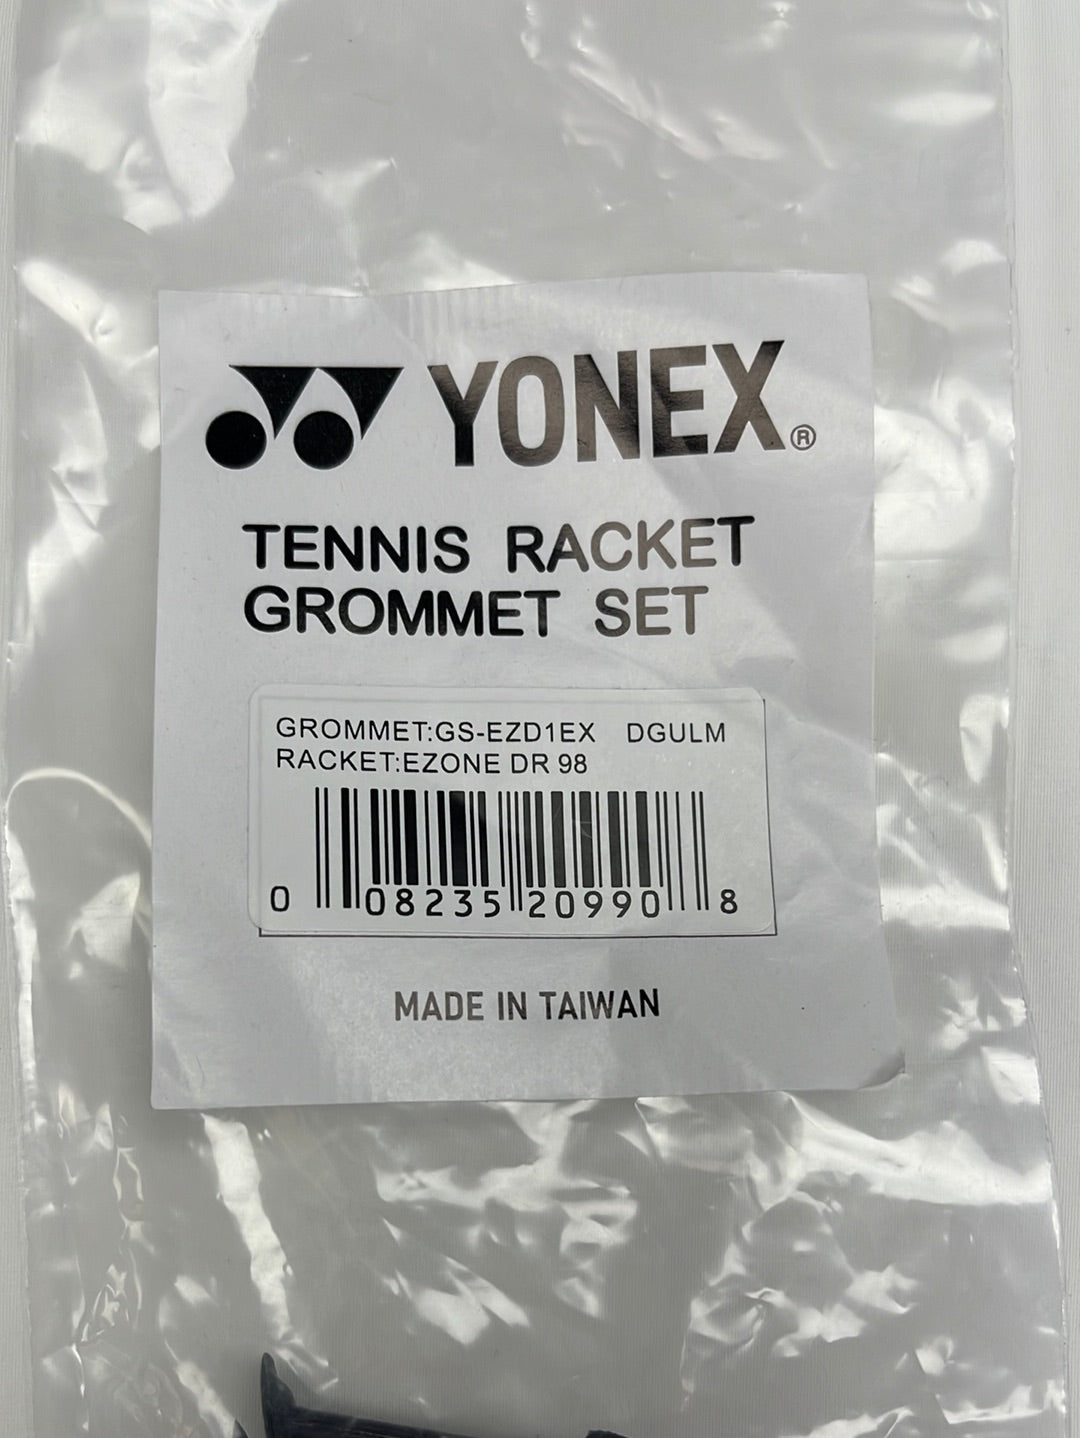 YONEX®
TENNIS RACKET
GROMMET SET
GROMMET:GS-EZD1EX DGULM
RACKET:EZONE DR 98
0 08235 20990 8
MADE IN TAIWAN